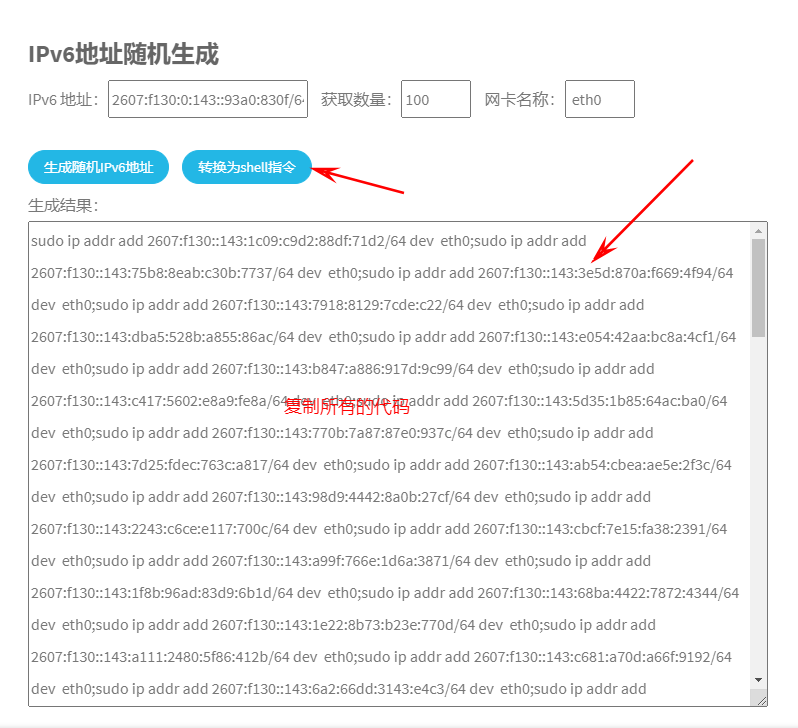 IPv6地址随机生成
IPv6 地址： 2607:f130:0:143::93a0:830f/64 获取数量： 100 网卡名称： eth0
生成随机IPv6地址 转换为shell指令
生成结果：
sudo ip addr add 2607:f130::143:1c09:c9d2:88df:71d2/64 dev eth0;sudo ip addr add
2607:f130::143:75b8:8eab:c30b:7737/64 dev eth0;sudo ip addr add 2607:f130::143:3e5d:870a:f669:4f94/64
dev eth0;sudo ip addr add 2607:f130::143:7918:8129:7cde:c22/64 dev eth0;sudo ip addr add
2607:f130::143:dba5:528b:a855:86ac/64 dev eth0;sudo ip addr add 2607:f130::143:e054:42aa:bc8a:4cf1/64
dev eth0;sudo ip addr add 2607:f130::143:b847:a886:917d:9c99/64 dev eth0;sudo ip addr add
2607:f130::143:c417:5602:e8a9:fe8a/64 dev eth0;sudo ip addr add 2607:f130::143:5d35:1b85:64ac:ba0/64
复制所有的代码
dev eth0;sudo ip addr add 2607:f130::143:770b:7a87:87e0:937c/64 dev eth0;sudo ip addr add
2607:f130::143:7d25:fdec:763c:a817/64 dev eth0;sudo ip addr add 2607:f130::143:ab54:cbea:ae5e:2f3c/64
dev eth0;sudo ip addr add 2607:f130::143:98d9:4442:8a0b:27cf/64 dev eth0;sudo ip addr add
2607:f130::143:2243:c6ce:e117:700c/64 dev eth0;sudo ip addr add 2607:f130::143:cbcf:7e15:fa38:2391/64
dev eth0;sudo ip addr add 2607:f130::143:a99f:766e:1d6a:3871/64 dev eth0;sudo ip addr add
2607:f130::143:1f8b:96ad:83d9:6b1d/64 dev eth0;sudo ip addr add 2607:f130::143:68ba:4422:7872:4344/64
dev eth0;sudo ip addr add 2607:f130::143:1e22:8b73:b23e:770d/64 dev eth0;sudo ip addr add
2607:f130::143:a111:2480:5f86:412b/64 dev eth0;sudo ip addr add 2607:f130::143:c681:a70d:a66f:9192/64
dev eth0;sudo ip addr add 2607:f130::143:6a2:66dd:3143:e4c3/64 dev eth0;sudo ip addr add